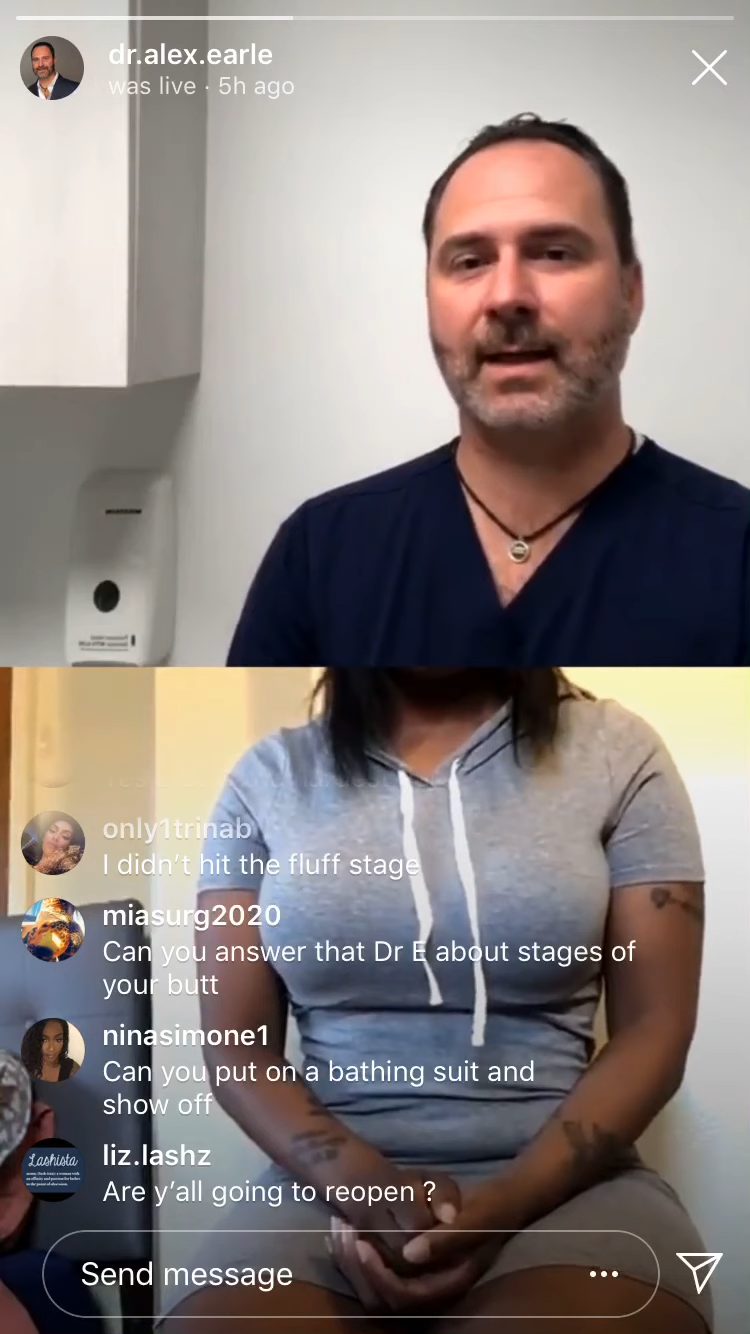 dr.alex.earle
was live · 5h ago
only1trinab
I didn't hit the fluff stage
miasurg2020
Can you answer that Dr E about stages of
your butt
ninasimone1
Can you put on a bathing suit and
show off
Lashista
liz.lashz
Are y'all going to reopen ?
Send message